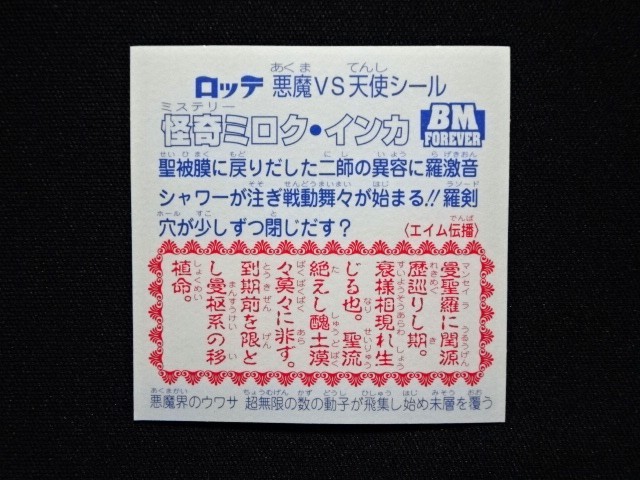 ロッテ 悪魔VS天使シール
怪奇ミロク・インカ
BM
FOREVER
聖被膜に戻りだした二師の異容に羅激音
シャワーが注ぎ戦動舞々が始まる!!羅剣
穴が少しずつ閉じだす？
〈エイム伝播〉
曼聖羅に閏源
歴巡りし期。
衰様相現れ生
じる也。聖流
絶えし醜土漠
々莫々に非ず。
到期前を限と
し曼枢系の移
植命。
悪魔界のウワサ 超無限の数の動子が飛集し始め末層を覆う